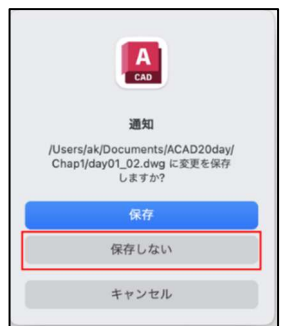 A
CAD
通知
/Users/ak/Documents/ACAD20day/
Chap1/day01_02.dwg に変更を保存
しますか?
保存
保存しない
キャンセル